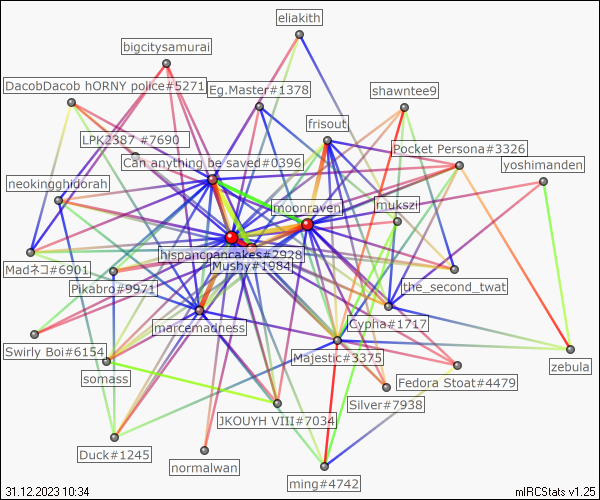 eliakith
bigcitysamurai
DacobDacob hORNY police#5271
Eg.Master#1378
shawntee9
frisout
LPK2387 #7690
Pocket Persona#3326
Can anything be saved#0396
yoshimanden
neokingghidorah
moonraven
mukszi
hispancpancakes#2928
Mushy#1984
Madネコ#6901
Pikabro#9971
the_second_twat
marcemadness
Cypha#1717
Swirly Boi#6154
Majestic#3375
zebula
somass
Fedora Stoat#4479
Silver#7938
JKOUYH VIII#7034
Duck#1245
normalwan
ming#4742
31.12.2023 10:34
mIRCStats v1.25